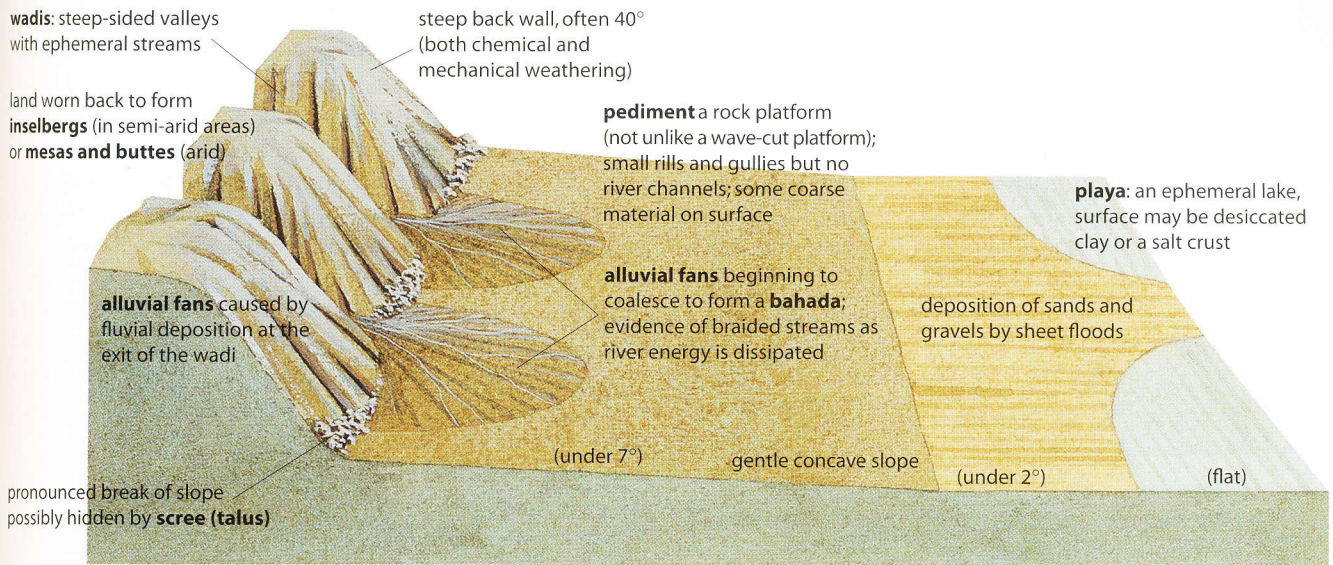 wadis: steep-sided valleys
with ephemeral streams
steep back wall, often 40°
(both chemical and
mechanical weathering)
land worn back to form
inselbergs (in semi-arid areas)
or mesas and buttes (arid)
pediment a rock platform
(not unlike a wave-cut platform);
small rills and gullies but no
river channels; some coarse
material on surface
playa: an ephemeral lake,
surface may be desiccated
clay or a salt crust
alluvial fans caused by
fluvial deposition at the
exit of the wadi
alluvial fans beginning to
coalesce to form a bahada;
evidence of braided streams as
river energy is dissipated
deposition of sands and
gravels by sheet floods
(under 7°)
gentle concave slope
(under 2°)
(flat)
pronounced break of slope
possibly hidden by scree (talus)